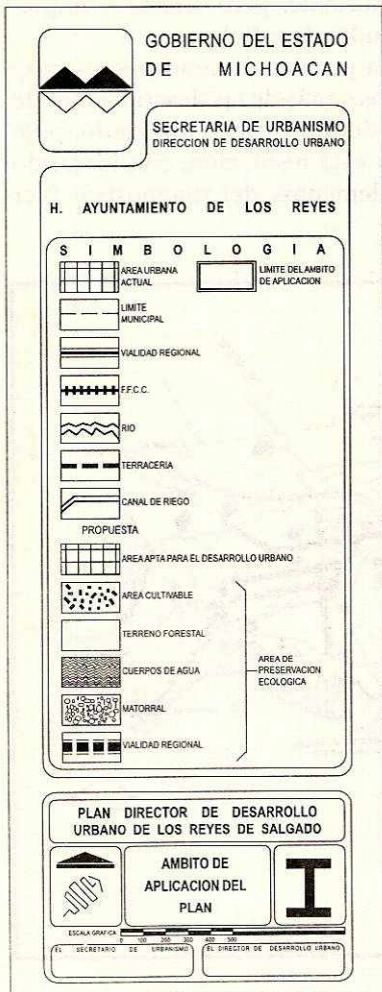 GOBIERNO DEL ESTADO
DE MICHOACAN
SECRETARIA DE URBANISMO
DIRECCION DE DESARROLLO URBANO
H. AYUNTAMIENTO DE LOS REYES
SIMBOLOGIA
AREA URBANA
ACTUAL
LIMITE DEL AMBITO
DE APLICACION
LIMITE
MUNICIPAL
VIALIDAD REGIONAL
F.F.C.C.
RIO
TERRACERIA
CANAL DE RIEGO
PROPUESTA
AREA APTA PARA EL DESARROLLO URBANO
AREA CULTIVABLE
TERRENO FORESTAL
CUERPOS DE AGUA
MATORRAL
VIALIDAD REGIONAL
AREA DE
PRESERVACION
ECOLOGICA
PLAN DIRECTOR DE DESARROLLO
URBANO DE LOS REYES DE SALGADO
AMBITO DE
APLICACION DEL
PLAN
I
ESCALA GRAFICA
0 100 200 300 400 500
EL SECRETARIO DE URBANISMO
EL DIRECTOR DE DESARROLLO URBANO